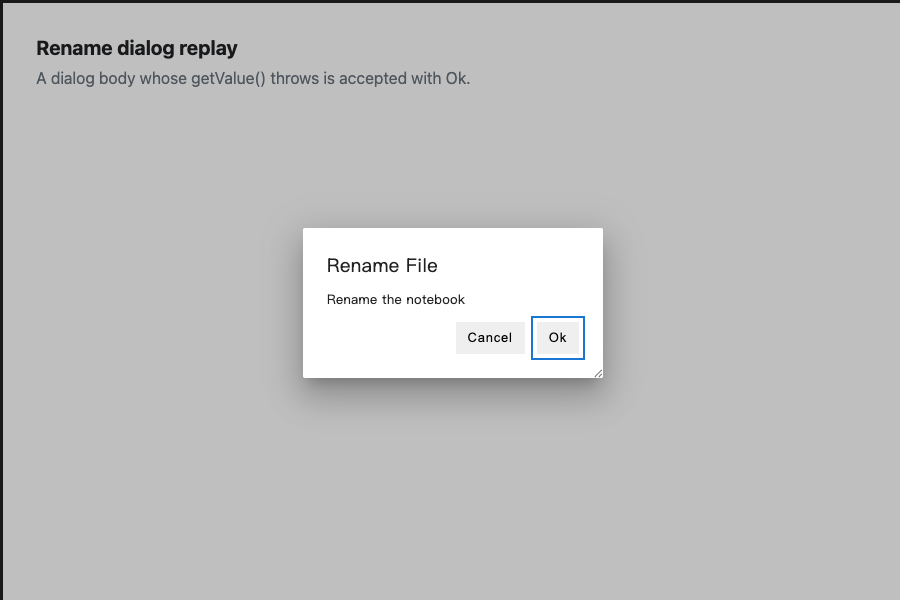 Rename dialog replay
A dialog body whose getValue() throws is accepted with Ok.
Rename File
Rename the notebook
Cancel
Ok